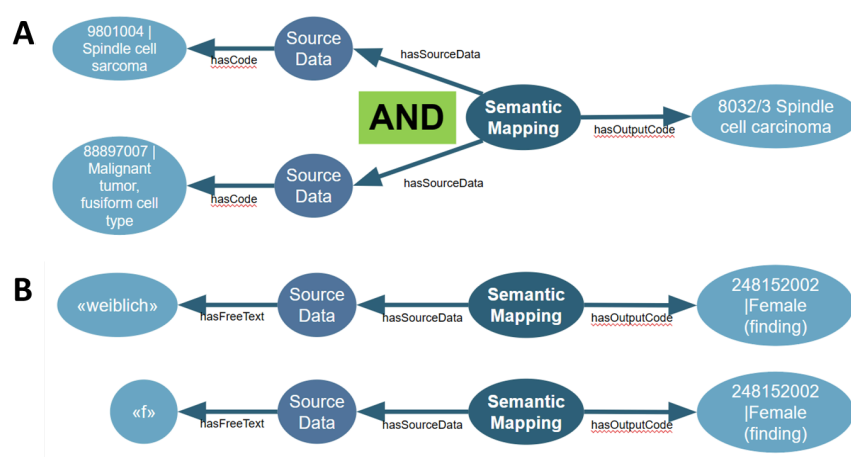 A
9801004 |
Spindle cell
sarcoma
hasCode
Source
Data
hasSourceData
AND
Semantic
Mapping
hasOutputCode
8032/3 Spindle
cell carcinoma
88897007 |
Malignant
tumor,
fusiform cell
type
hasCode
Source
Data
hasSourceData
B
«weiblich»
hasFreeText
Source
Data
hasSourceData
Semantic
Mapping
hasOutputCode
248152002
|Female
(finding)
«f»
hasFreeText
Source
Data
hasSourceData
Semantic
Mapping
hasOutputCode
248152002
|Female
(finding)